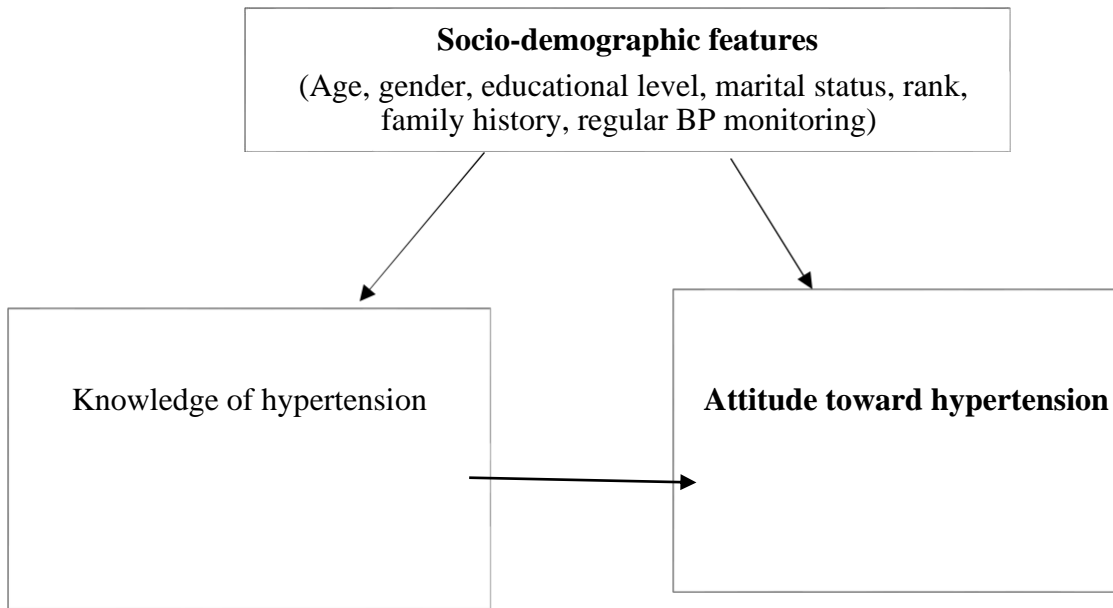 Socio-demographic features
(Age, gender, educational level, marital status, rank,
family history, regular BP monitoring)
Knowledge of hypertension
Attitude toward hypertension